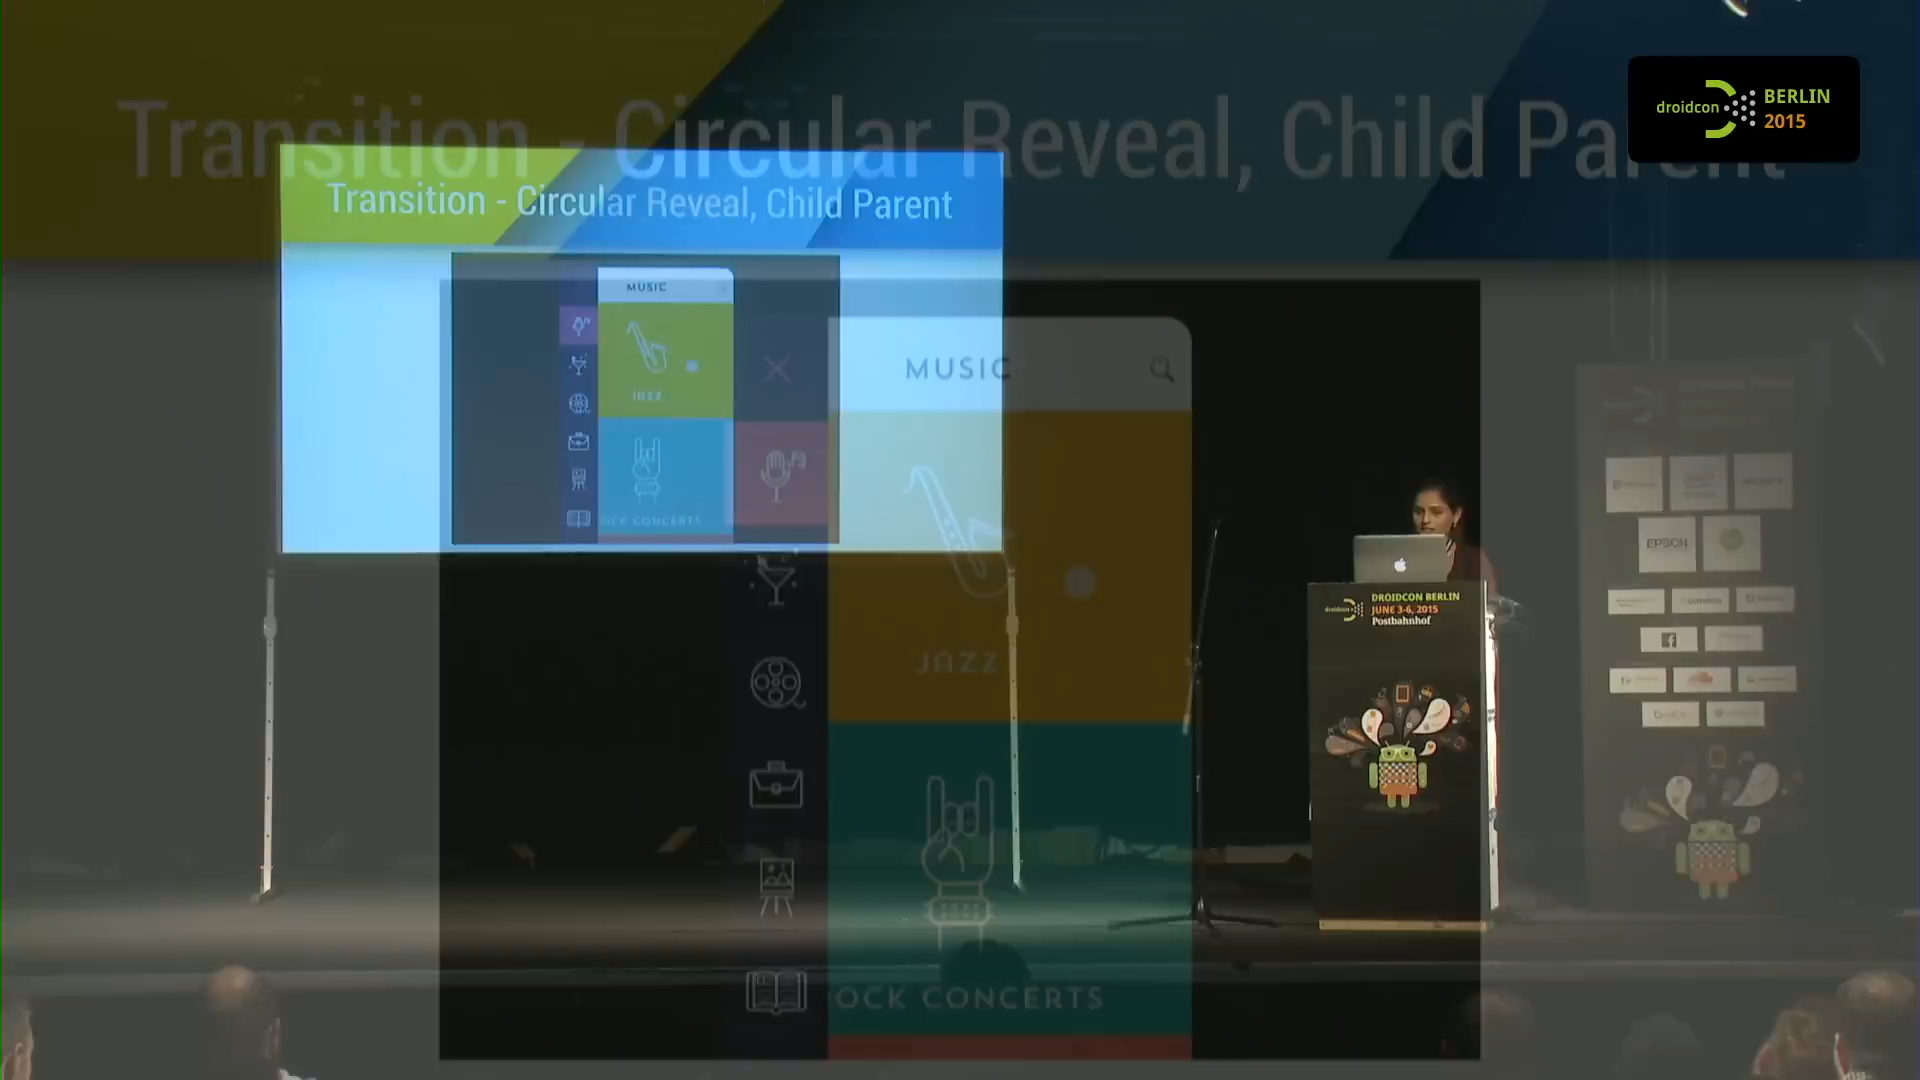 Transition - Circular Reveal, Child Parent
droidcon
BERLIN
2015
Transition - Circular Reveal, Child Parent
MUSIC
JAZZ
OCK CONCERTS
MUSIC
JAZZ
OCK CONCERTS
EPSON
droidcon
DROIDCON BERLIN
JUNE 3-6, 2015
Postbahnhof